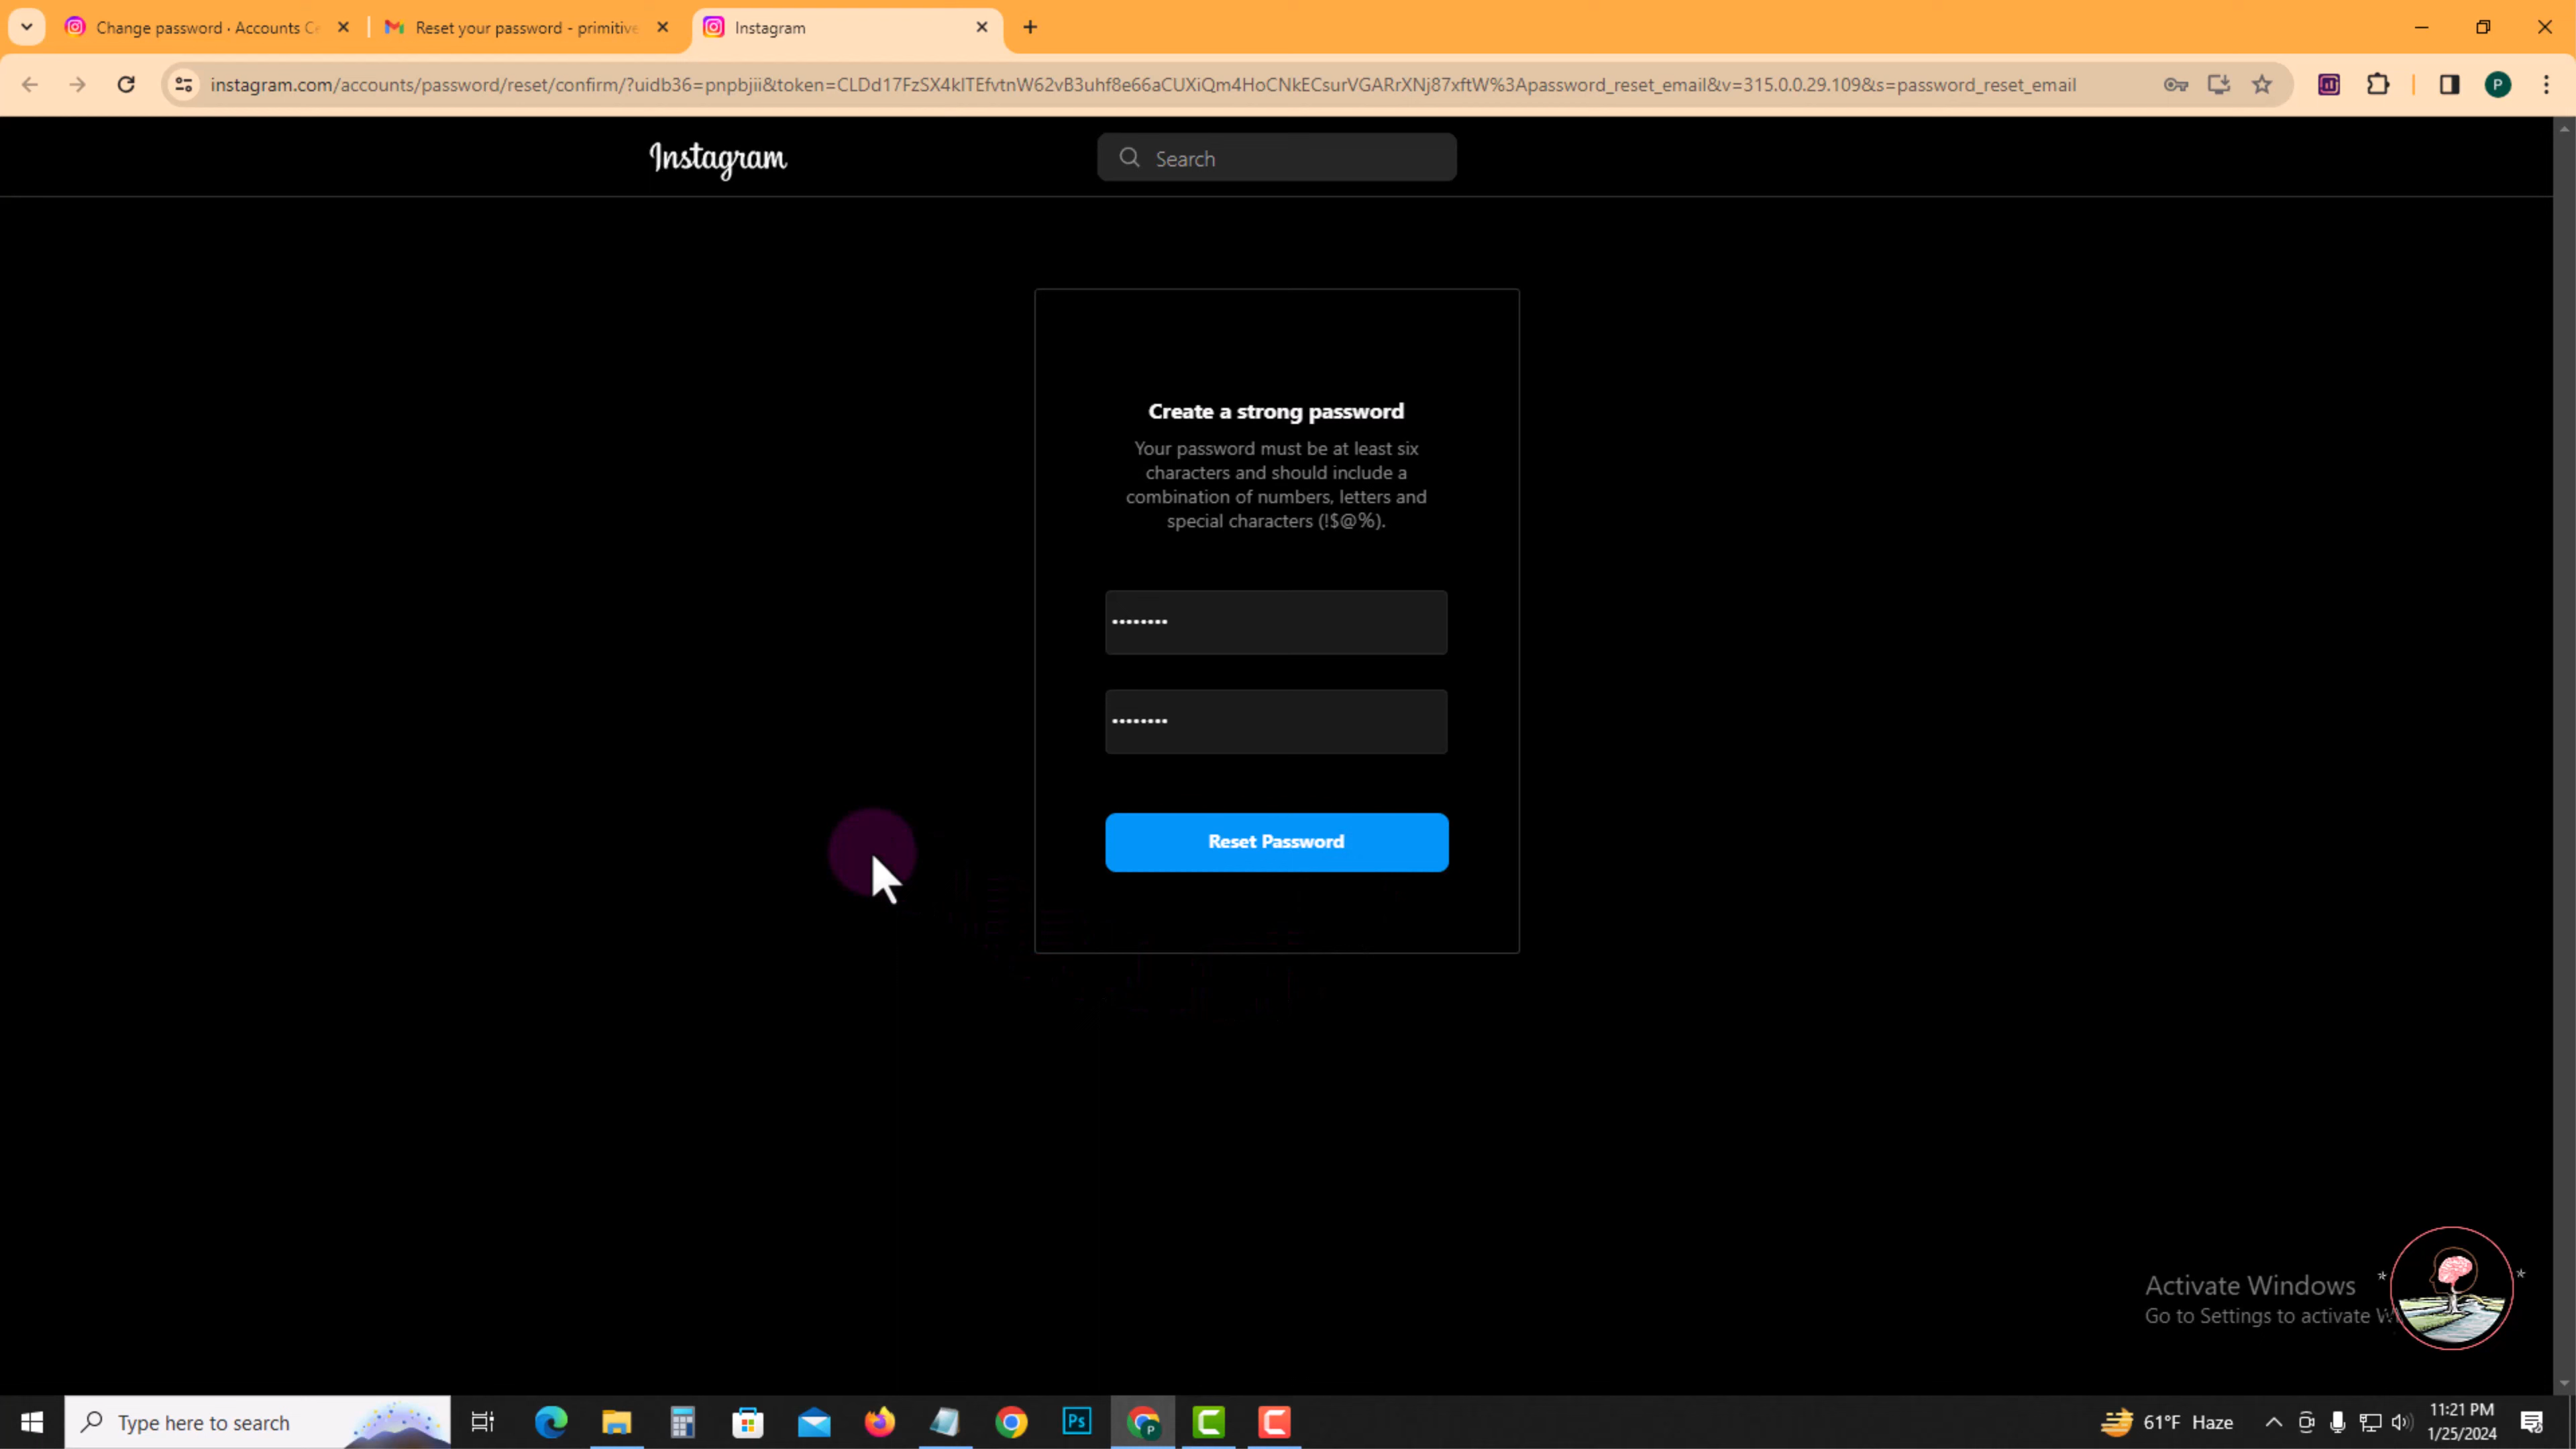 Change password · Accounts Ce
Reset your password - primitive
Instagram
instagram.com/accounts/password/reset/confirm/?uidb36=pnpbjii&token=CLDd17FzSX4klTEfvtnW62vB3uhf8e66aCUXiQm4HoCNkECsurVGARrXNj87xftW%3Apassword_reset_email&v=315.0.0.29.109&s=password_reset_email
P
Instagram
Search
Create a strong password
Your password must be at least six
characters and should include a
combination of numbers, letters and
special characters (!$@%).
••••••••
••••••••
Reset Password
Activate Windows
Go to Settings to activate
Type here to search
Ps
P
61°F Haze
11:21 PM
1/25/2024